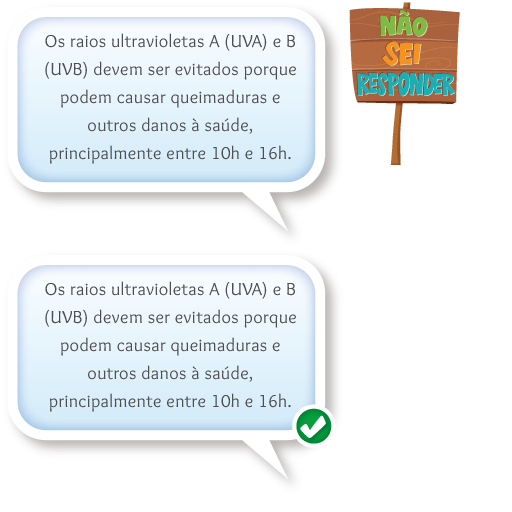 Os raios ultravioletas A (UVA) e B
(UVB) devem ser evitados porque
podem causar queimaduras e
outros danos à saúde,
principalmente entre 10h e 16h.
NÃO
SEI
RESPONDER
Os raios ultravioletas A (UVA) e B
(UVB) devem ser evitados porque
podem causar queimaduras e
outros danos à saúde,
principalmente entre 10h e 16h.